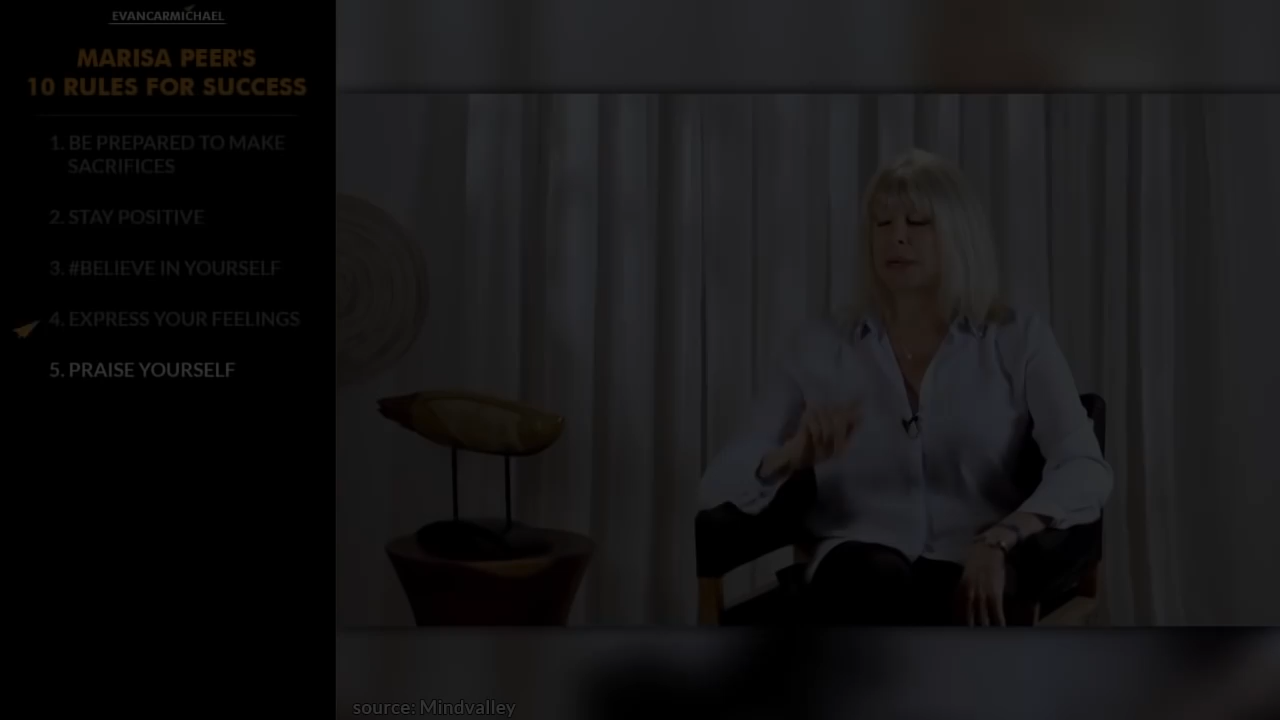 EVANCARMICHAEL
MARISA PEER'S
10 RULES FOR SUCCESS
1. BE PREPARED TO MAKE
SACRIFICES
2. STAY POSITIVE
3. #BELIEVE IN YOURSELF
4. EXPRESS YOUR FEELINGS
5. PRAISE YOURSELF
source: Mindvalley